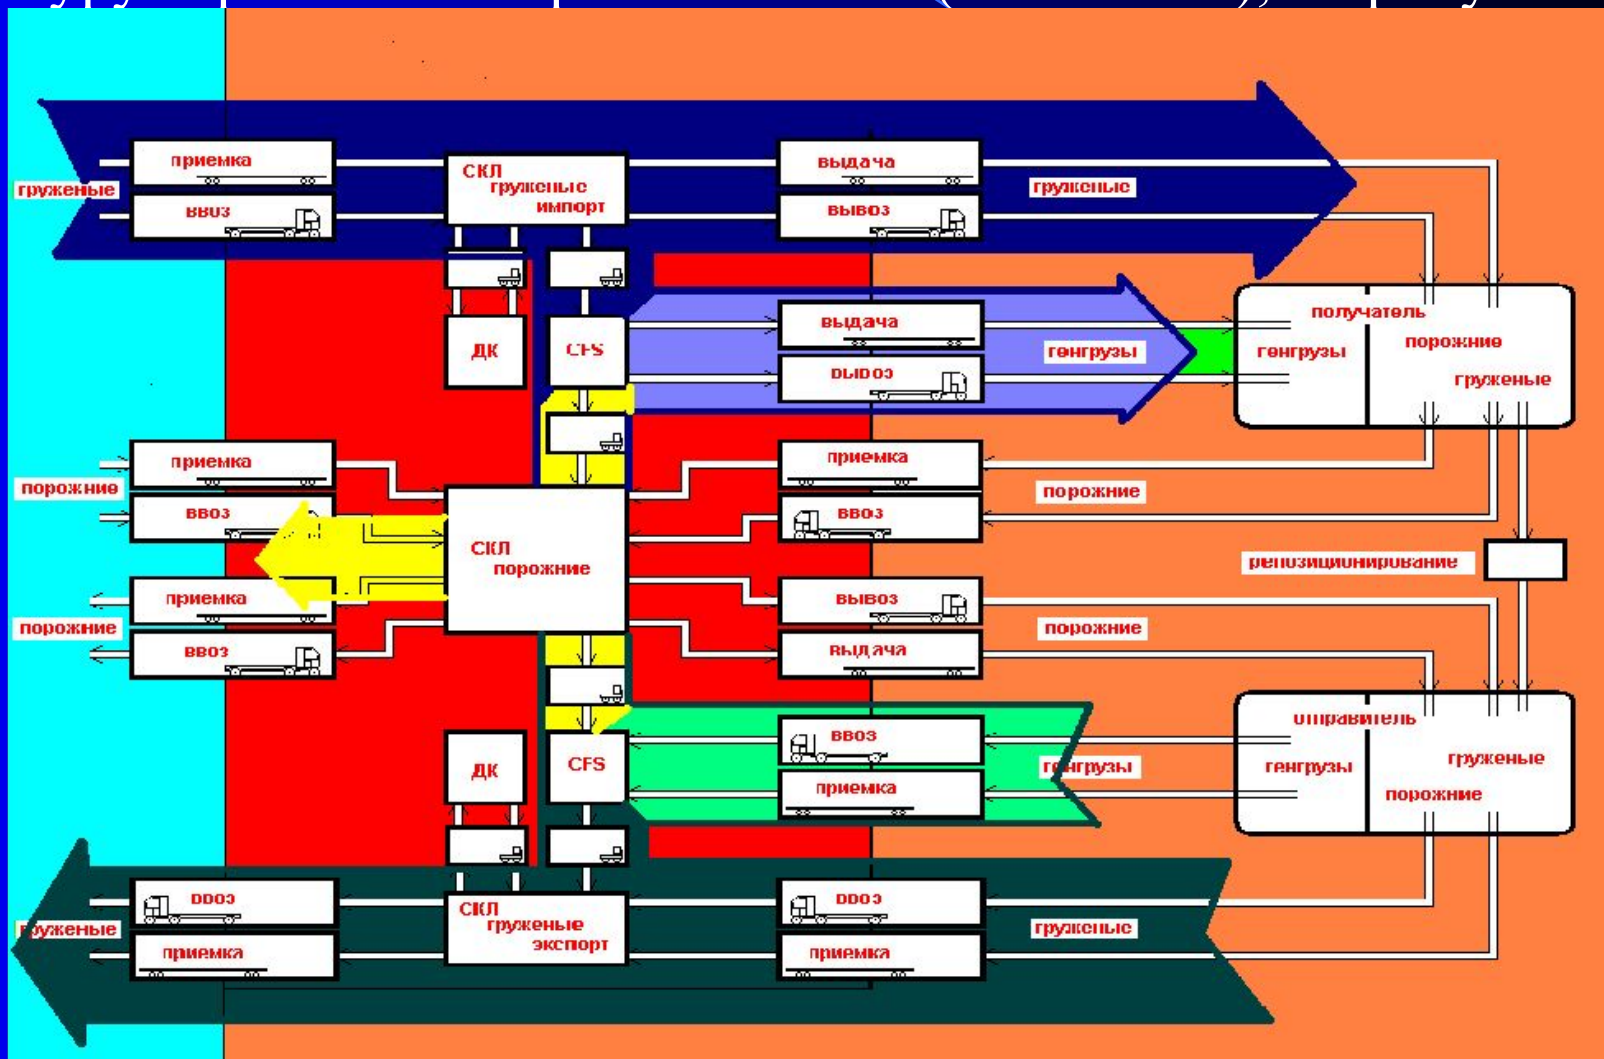 приемка
груженые
ввоз
СКЛ
груженые
импорт
выдача
вывоз
груженые
ДК
CFS
выдача
вывоз
генгрузы
получатель
генгрузы
порожние
груженые
приемка
порожние
ввоз
СКЛ
порожние
приемка
ввоз
порожние
репозиционирование
приемка
порожние
ввоз
вывоз
выдача
порожние
ДК
CFS
ввоз
приемка
генгрузы
отправитель
генгрузы
груженые
порожние
ввоз
груженые
приемка
СКЛ
груженые
экспорт
ввоз
приемка
груженые